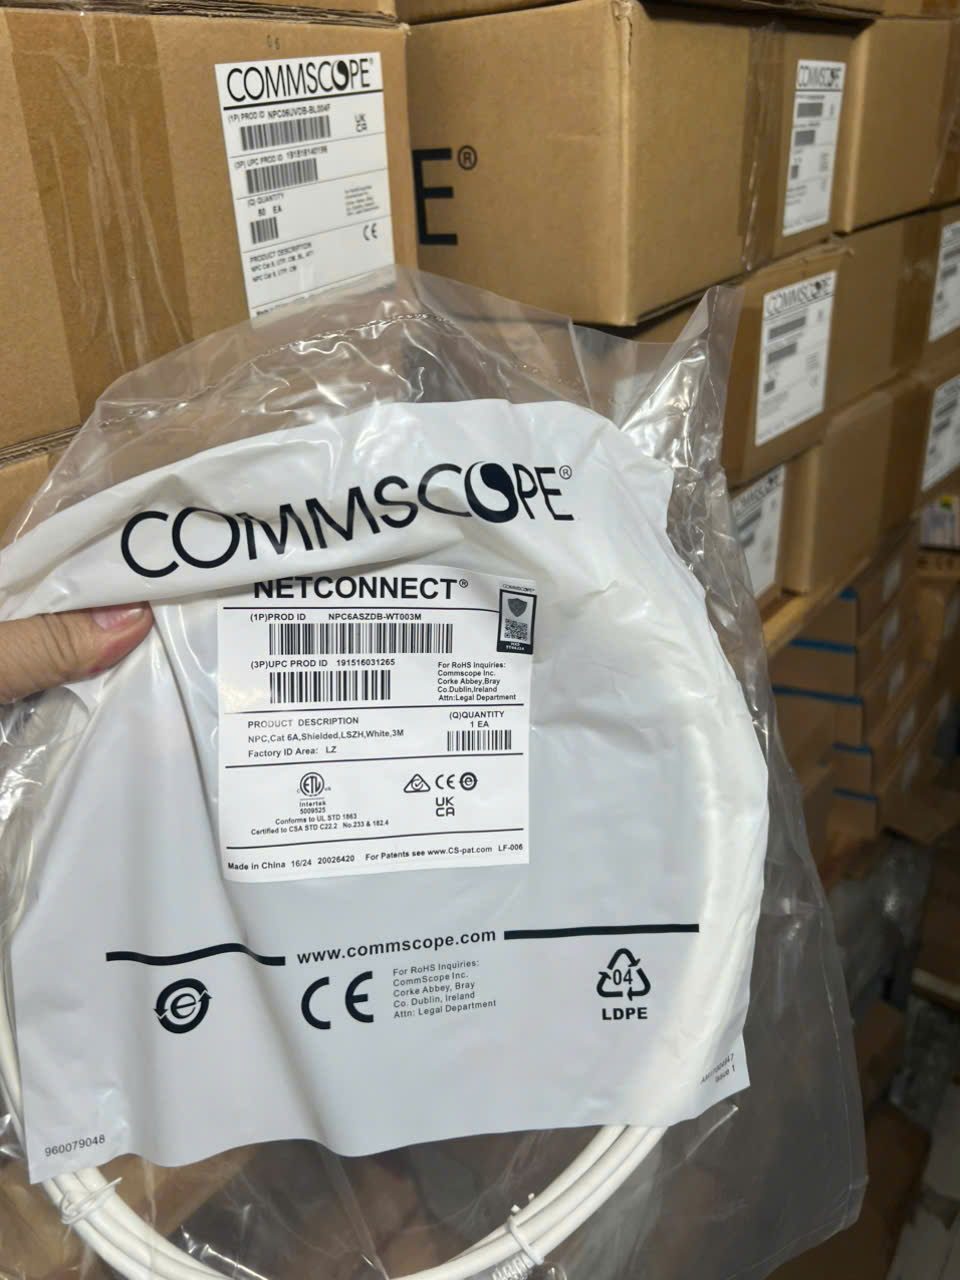 COMMSCOPE®
(1P) PROD ID NPC06UVDB-BL004F
UK
CA
(3P) UPC PROD ID 191516140156
(Q) QUANTITY
50 EA
CE
PRODUCT DESCRIPTION
E®
COMMSCOPE
COMMSCOPE
COMMSCOPE®
NETCONNECT®
(1P)PROD ID NPC6ASZDB-WT003M
COMMSCOPE
(3P)UPC PROD ID 191516031265
For RoHS Inquiries:
Commscope Inc.
Corke Abbey,Bray
Co.Dublin,Ireland
Attn:Legal Department
PRODUCT DESCRIPTION
NPC,Cat 6A,Shielded,LSZH,White,3M
Factory ID Area: LZ
(Q)QUANTITY
1 EA
ETL
Intertek
5009525
Conforms to UL STD 1863
Certified to CSA STD C22.2 No.233 & 182.4
CE
UK
CA
Made in China 16/24 20026420 For Patents see www.CS-pat.com LF-006
www.commscope.com
e
CE
For RoHS Inquiries:
CommScope Inc.
Corke Abbey, Bray
Co. Dublin, Ireland
Attn: Legal Department
04
LDPE
Issue 1
960079048